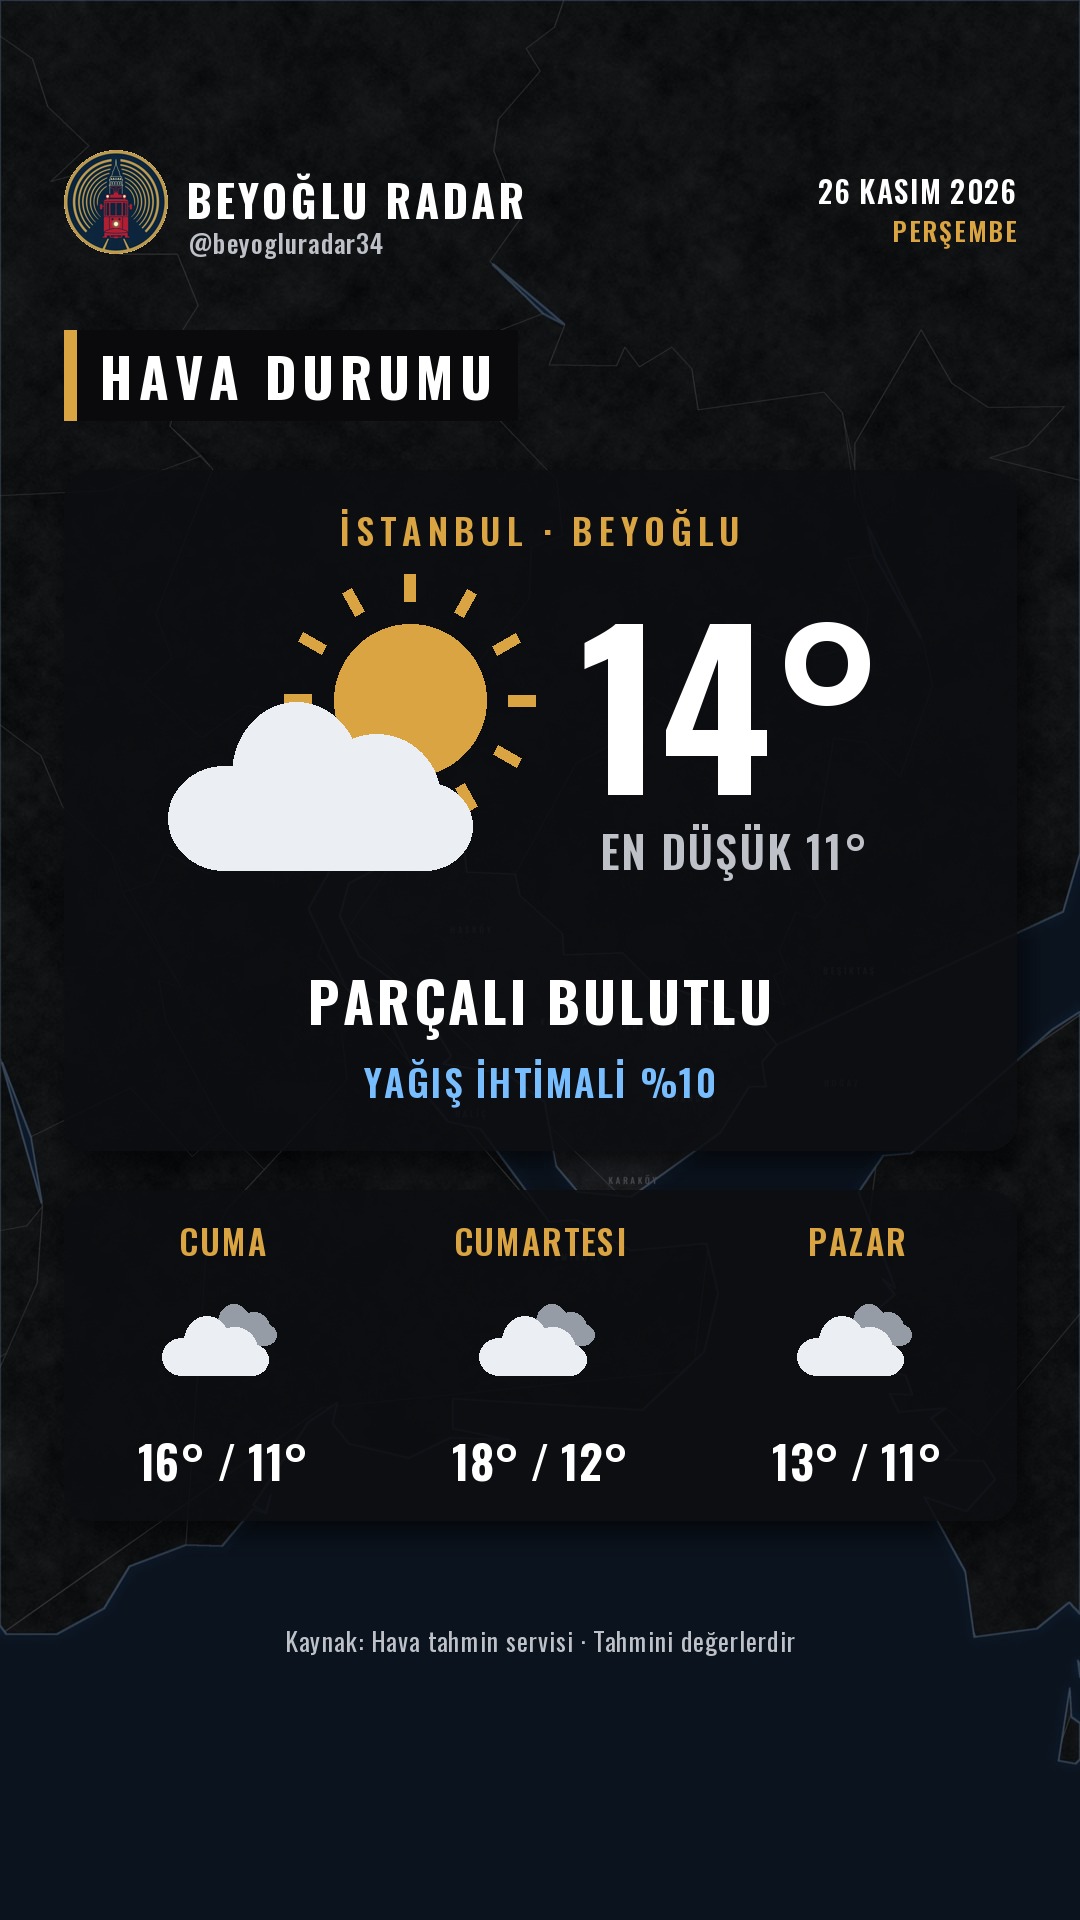 BEYOĞLU RADAR
@beyogluradar34
26 KASIM 2026
PERŞEMBE
HAVA DURUMU
İSTANBUL · BEYOĞLU
14°
EN DÜŞÜK 11°
PARÇALI BULUTLU
YAĞIŞ İHTİMALİ %10
KARAKÖY
CUMA
CUMARTESI
PAZAR
16° / 11°
18° / 12°
13° / 11°
Kaynak: Hava tahmin servisi · Tahmini değerlerdir